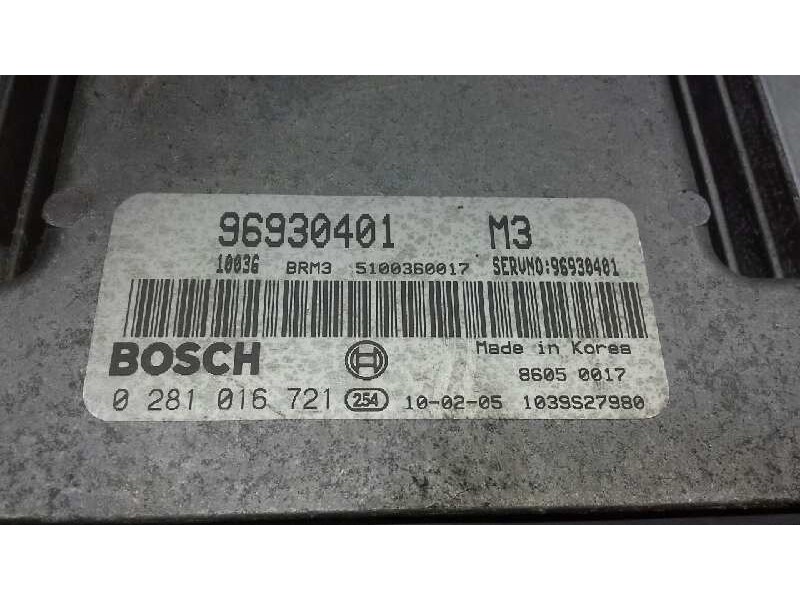 96930401 M3
10036 BRM3 5100360017 SERVNO:96930401
BOSCH Made in Korea
8605 0017
0 281 016 721 254 10-02-05 1039S27980